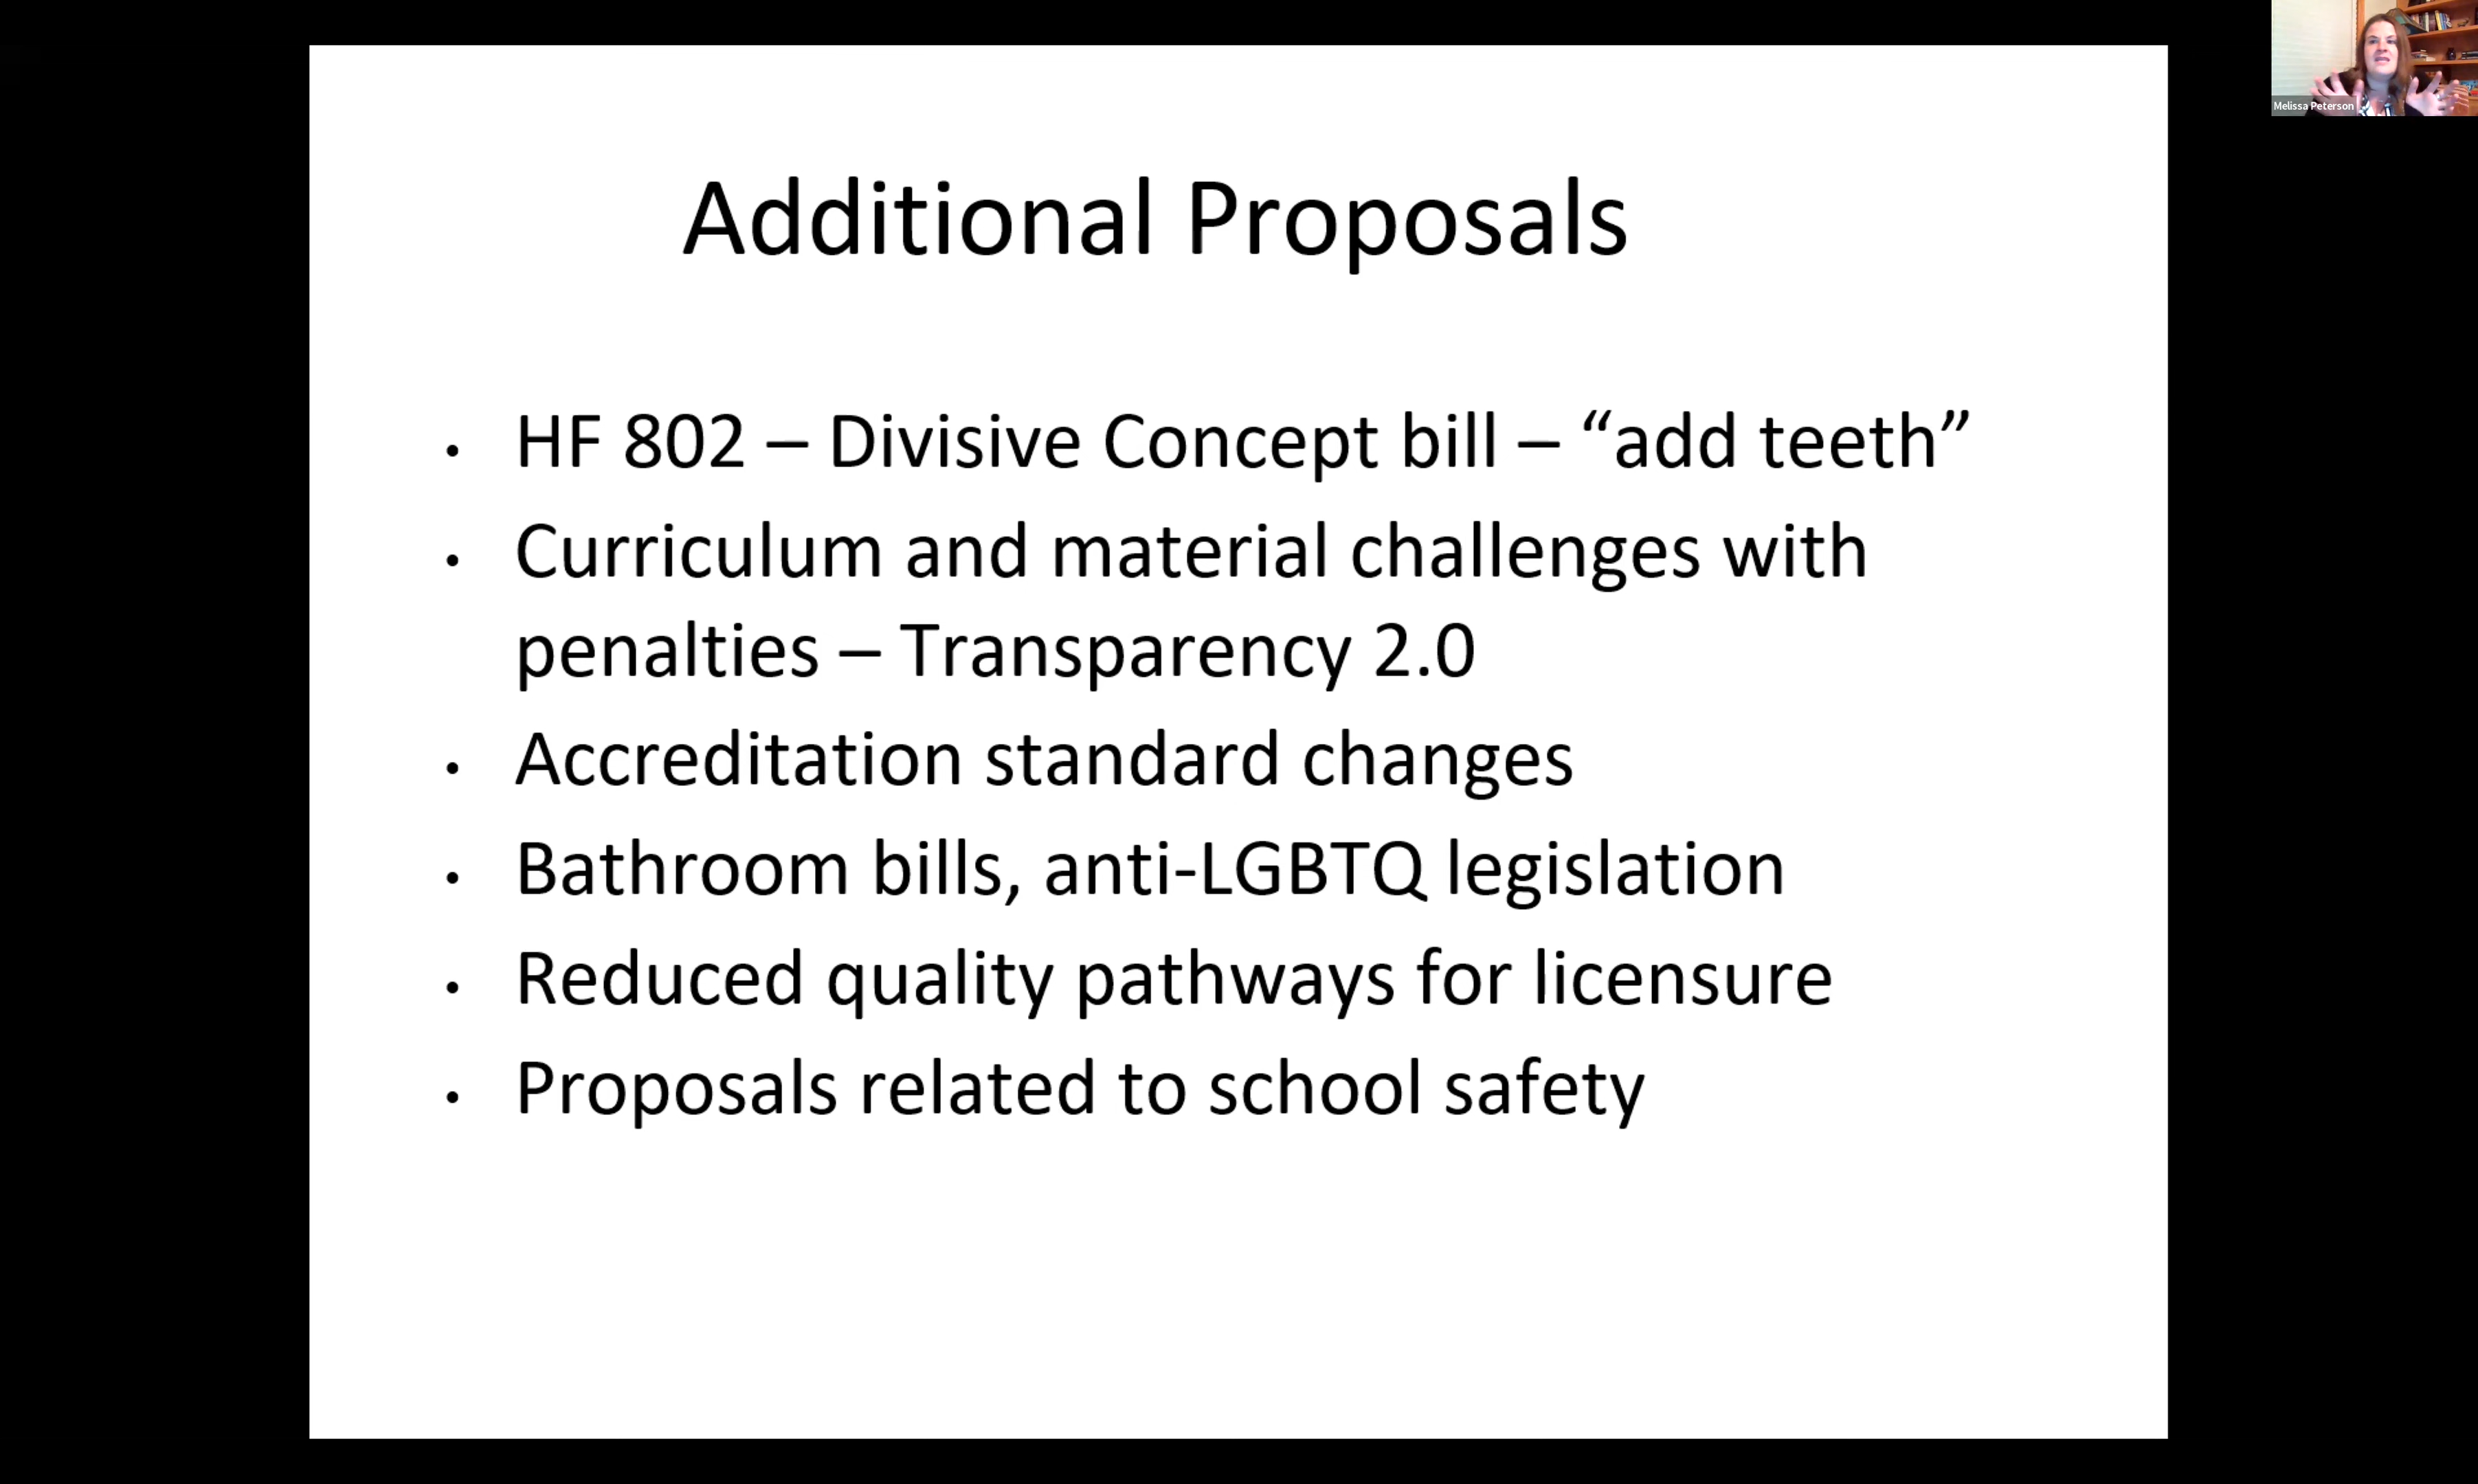 Melissa Peterson
Additional Proposals
• HF 802 – Divisive Concept bill – “add teeth”
• Curriculum and material challenges with
penalties – Transparency 2.0
• Accreditation standard changes
• Bathroom bills, anti-LGBTQ legislation
• Reduced quality pathways for licensure
• Proposals related to school safety